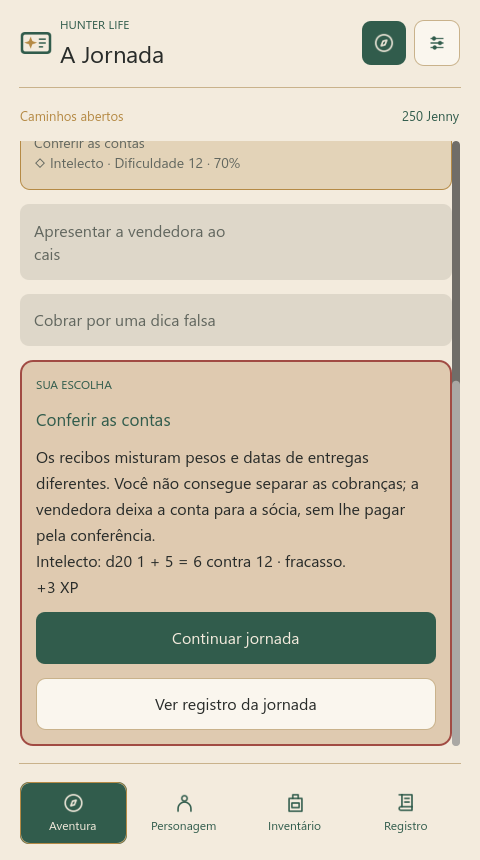 HUNTER LIFE
A Jornada
Caminhos abertos
250 Jenny
Conferir as contas
◇ Intelecto · Dificuldade 12 · 70%
Apresentar a vendedora ao
cais
Cobrar por uma dica falsa
SUA ESCOLHA
Conferir as contas
Os recibos misturam pesos e datas de entregas
diferentes. Você não consegue separar as cobranças; a
vendedora deixa a conta para a sócia, sem lhe pagar
pela conferência.
Intelecto: d20 1 + 5 = 6 contra 12 · fracasso.
+3 XP
Continuar jornada
Ver registro da jornada
Aventura
Personagem
Inventário
Registro